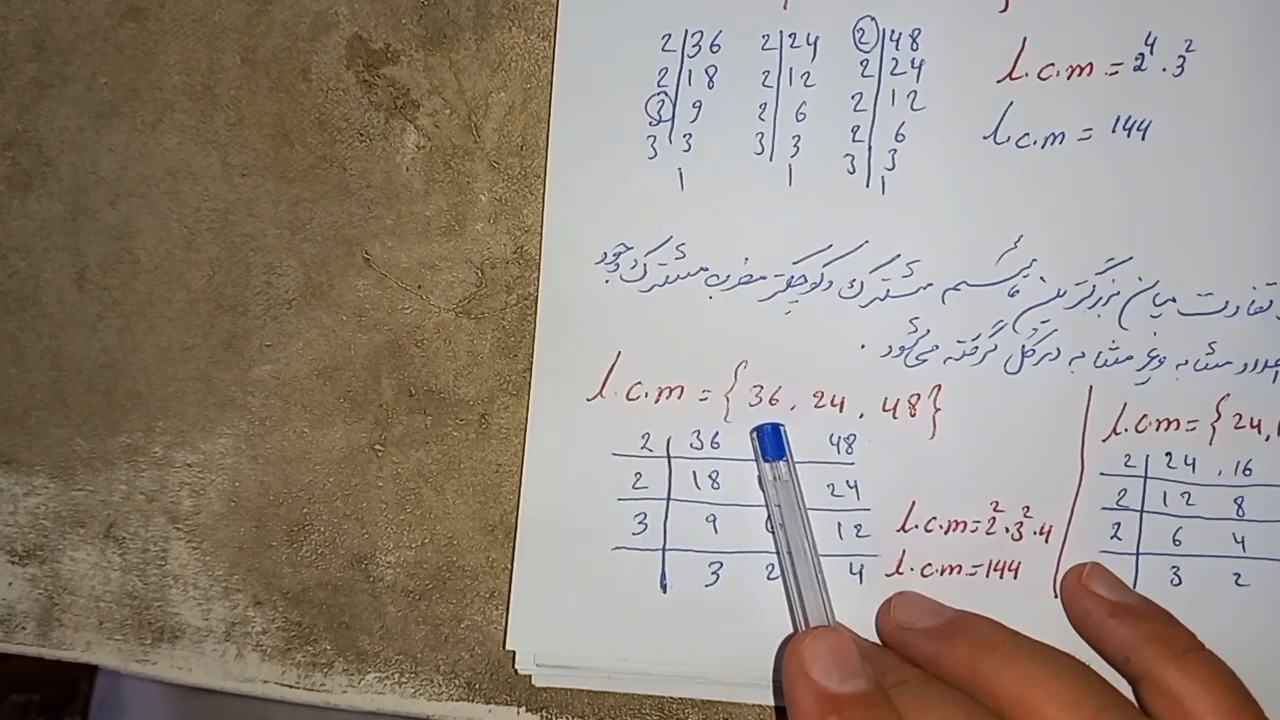 2|36 2|24 2|48
2|18 2|12 2|24
3|9 2|6 2|12
3|3 3|3 2|6
1 1 3|3
1
l.c.m = 2⁴ . 3²
l.c.m = 144
تفاوت میان بزرگترین قاسم مشترک و کوچکترین مضرب مشترک
اعداد مشابه و غیر مشابه در کل گرفته می‌شود .
l.c.m = {36, 24, 48}
2 | 36 48
2 | 18 24
3 | 9 12
3 2 4
l.c.m = 2² . 3² . 4
l.c.m = 144
l.c.m = {24,
2 | 24 , 16
2 | 12 8
2 | 6 4
3 2